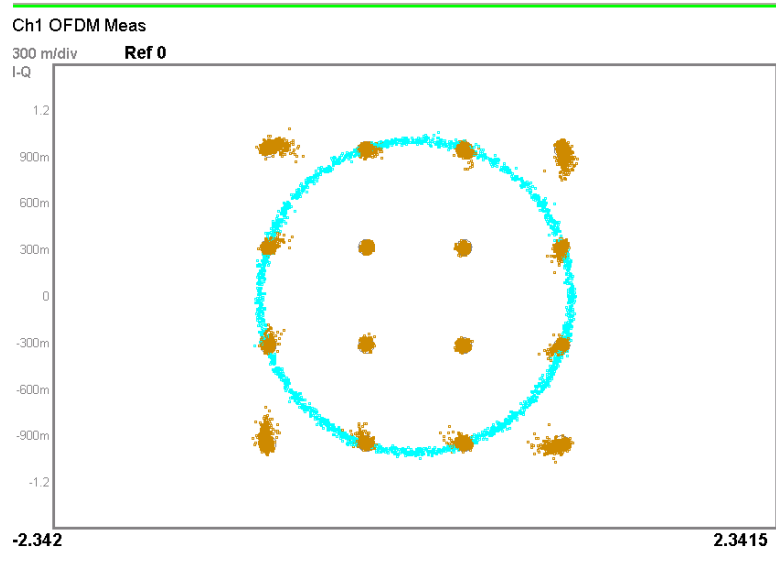 Ch1 OFDM Meas
300 m/div Ref 0
I-Q
1.2
900m
600m
300m
0
-300m
-600m
-900m
-1.2
-2.342 2.3415